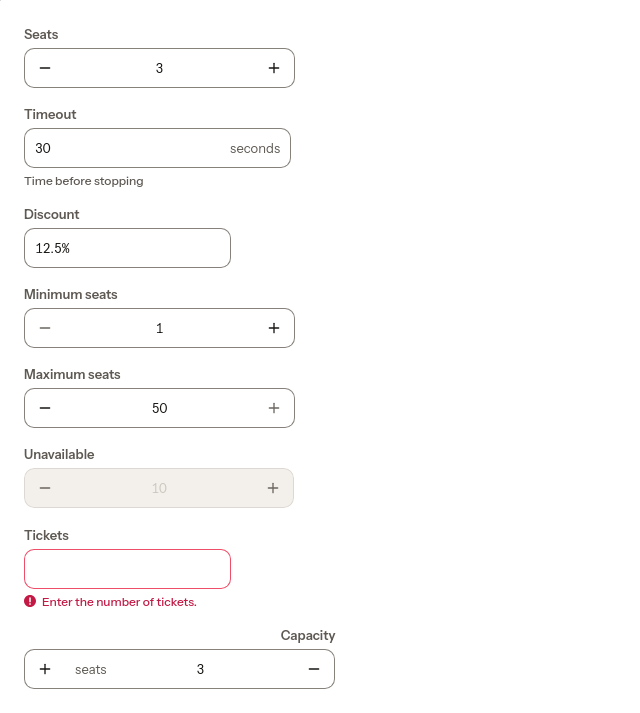 Seats
− 3 +
Timeout
30 seconds
Time before stopping
Discount
12.5%
Minimum seats
− 1 +
Maximum seats
− 50 +
Unavailable
− 10 +
Tickets
Enter the number of tickets.
Capacity
+ seats 3 −